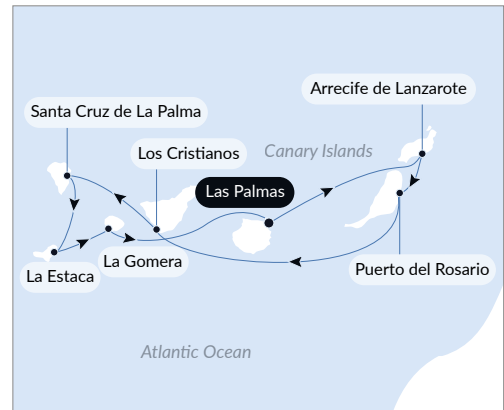 Arrecife de Lanzarote
Santa Cruz de La Palma
Los Cristianos
Canary Islands
Las Palmas
La Gomera
La Estaca
Puerto del Rosario
Atlantic Ocean